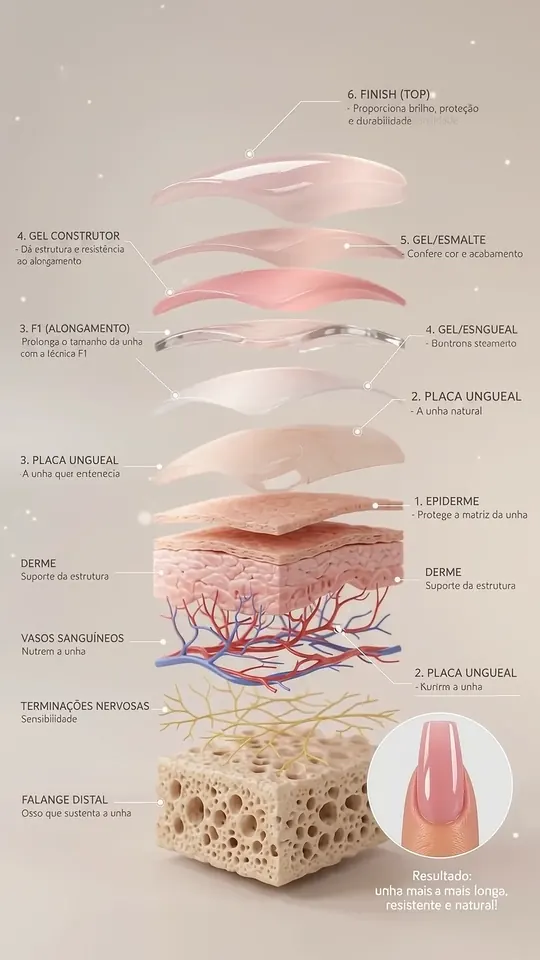 6. FINISH (TOP)
- Proporciona brilho, proteção
e durabilidade
4. GEL CONSTRUTOR
- Dá estrutura e resistência
ao alongamento
5. GEL/ESMALTE
- Confere cor e acabamento
3. F1 (ALONGAMENTO)
Prolonga o tamanho da unha
com a técnica F1
4. GEL/ESNGUEAL
- Buntrons steamerto
2. PLACA UNGUEAL
- A unha natural
3. PLACA UNGUEAL
- A unha quer entenecia
1. EPIDERME
- Protege a matriz da unha
DERME
Suporte da estrutura
DERME
Suporte da estrutura
VASOS SANGUÍNEOS
Nutrem a unha
2. PLACA UNGUEAL
- Kurirm a unha
TERMINAÇÕES NERVOSAS
Sensibilidade
FALANGE DISTAL
Osso que sustenta a unha
Resultado:
unha mais a mais longa,
resistente e natural!